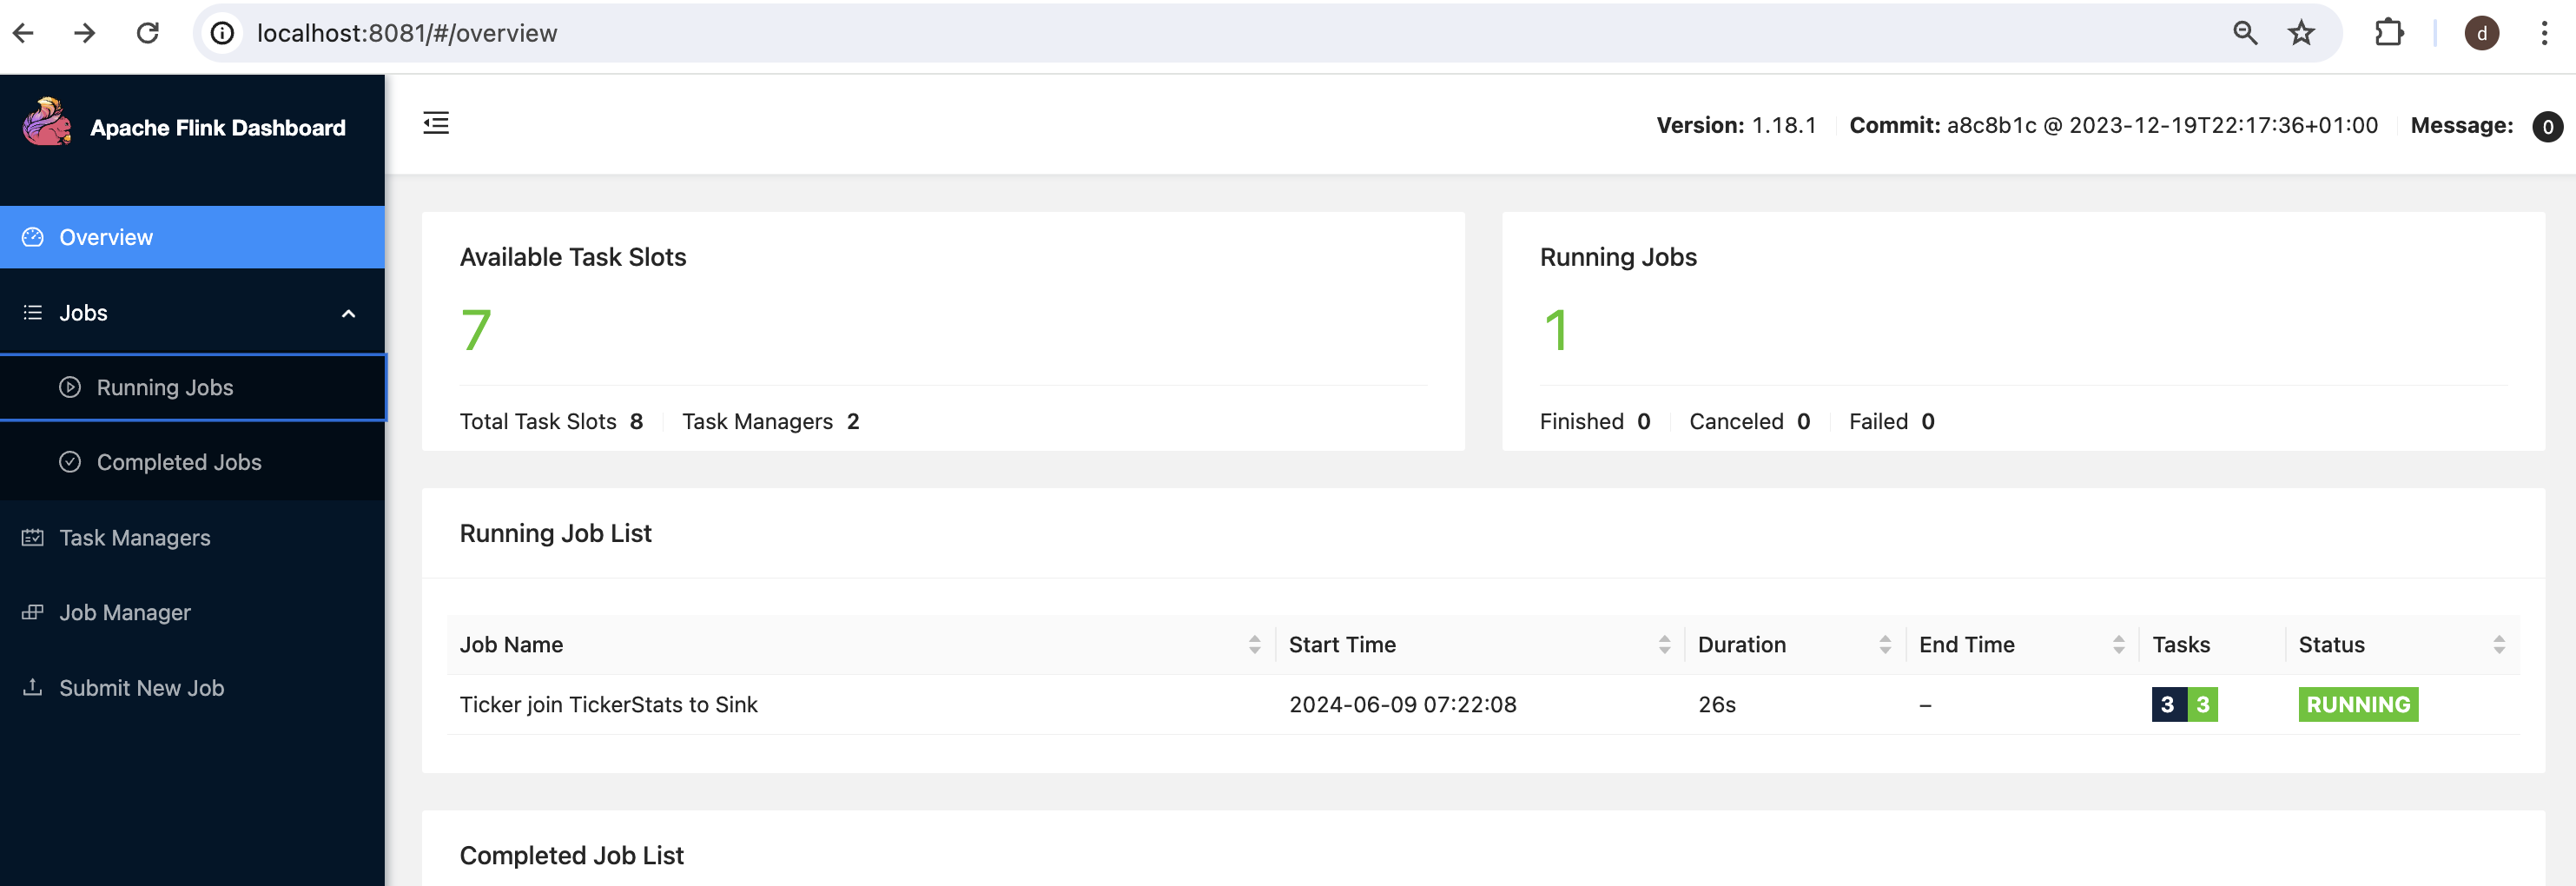 localhost:8081/#/overview
d
Apache Flink Dashboard
Version: 1.18.1 Commit: a8c8b1c @ 2023-12-19T22:17:36+01:00 Message: 0
Overview
Jobs
Running Jobs
Completed Jobs
Task Managers
Job Manager
Submit New Job
Available Task Slots
7
Total Task Slots 8 Task Managers 2
Running Jobs
1
Finished 0 Canceled 0 Failed 0
Running Job List
Job Name Start Time Duration End Time Tasks Status
Ticker join TickerStats to Sink 2024-06-09 07:22:08 26s – 3 3 RUNNING
Completed Job List